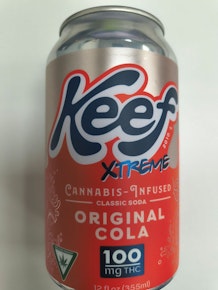 Keef
XTREME
CANNABIS-INFUSED
CLASSIC SODA
ORIGINAL
COLA
100
mg THC
12 fl oz (355ml)